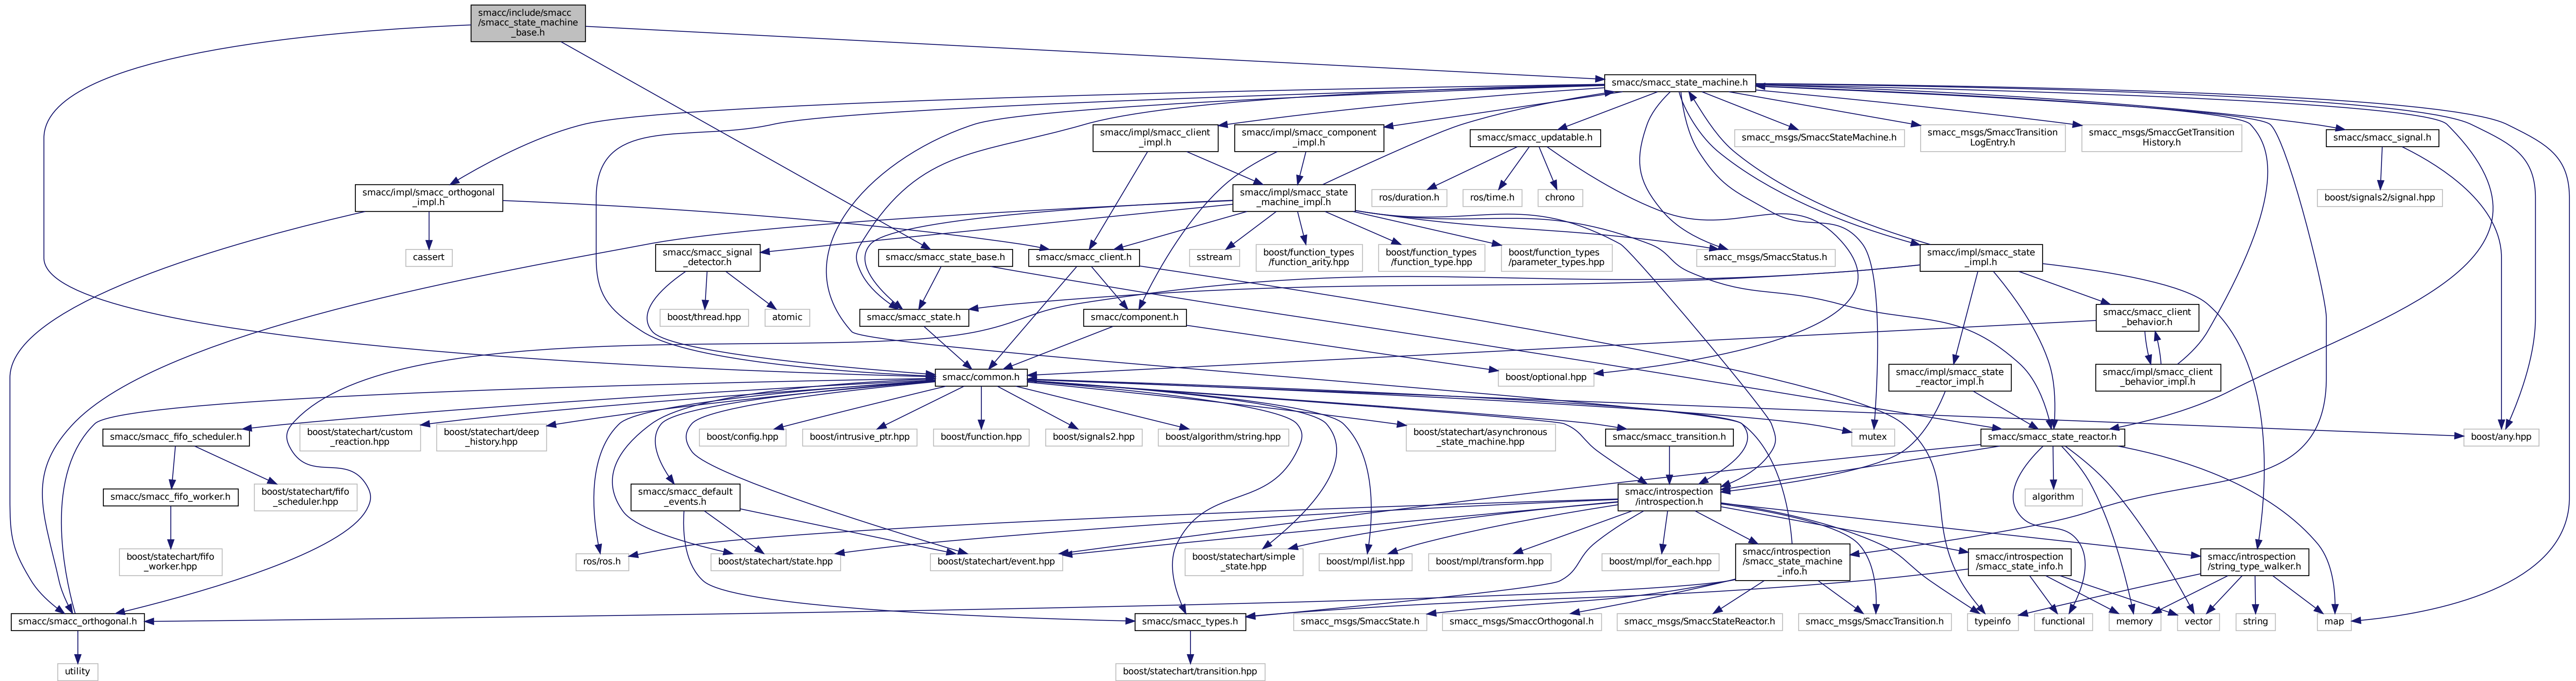 smacc/include/smacc
/smacc_state_machine
_base.h
smacc/smacc_state_machine.h
smacc/impl/smacc_client
_impl.h
smacc/impl/smacc_component
_impl.h
smacc/smacc_updatable.h
smacc_msgs/SmaccStateMachine.h
smacc_msgs/SmaccTransition
LogEntry.h
smacc_msgs/SmaccGetTransition
History.h
smacc/smacc_signal.h
smacc/impl/smacc_orthogonal
_impl.h
smacc/impl/smacc_state
_machine_impl.h
ros/duration.h
ros/time.h
chrono
boost/signals2/signal.hpp
cassert
smacc/smacc_signal
_detector.h
smacc/smacc_state_base.h
smacc/smacc_client.h
sstream
boost/function_types
/function_arity.hpp
boost/function_types
/function_type.hpp
boost/function_types
/parameter_types.hpp
smacc_msgs/SmaccStatus.h
smacc/impl/smacc_state
_impl.h
boost/thread.hpp
atomic
smacc/smacc_state.h
smacc/component.h
smacc/smacc_client
_behavior.h
smacc/common.h
boost/optional.hpp
smacc/impl/smacc_state
_reactor_impl.h
smacc/impl/smacc_client
_behavior_impl.h
smacc/smacc_fifo_scheduler.h
boost/statechart/custom
_reaction.hpp
boost/statechart/deep
_history.hpp
boost/config.hpp
boost/intrusive_ptr.hpp
boost/function.hpp
boost/signals2.hpp
boost/algorithm/string.hpp
boost/statechart/asynchronous
_state_machine.hpp
smacc/smacc_transition.h
mutex
smacc/smacc_state_reactor.h
boost/any.hpp
smacc/smacc_fifo_worker.h
boost/statechart/fifo
_scheduler.hpp
smacc/smacc_default
_events.h
smacc/introspection
/introspection.h
algorithm
boost/statechart/fifo
_worker.hpp
ros/ros.h
boost/statechart/state.hpp
boost/statechart/event.hpp
boost/statechart/simple
_state.hpp
boost/mpl/list.hpp
boost/mpl/transform.hpp
boost/mpl/for_each.hpp
smacc/introspection
/smacc_state_machine
_info.h
smacc/introspection
/smacc_state_info.h
smacc/introspection
/string_type_walker.h
smacc/smacc_orthogonal.h
smacc/smacc_types.h
smacc_msgs/SmaccState.h
smacc_msgs/SmaccOrthogonal.h
smacc_msgs/SmaccStateReactor.h
smacc_msgs/SmaccTransition.h
typeinfo
functional
memory
vector
string
map
utility
boost/statechart/transition.hpp